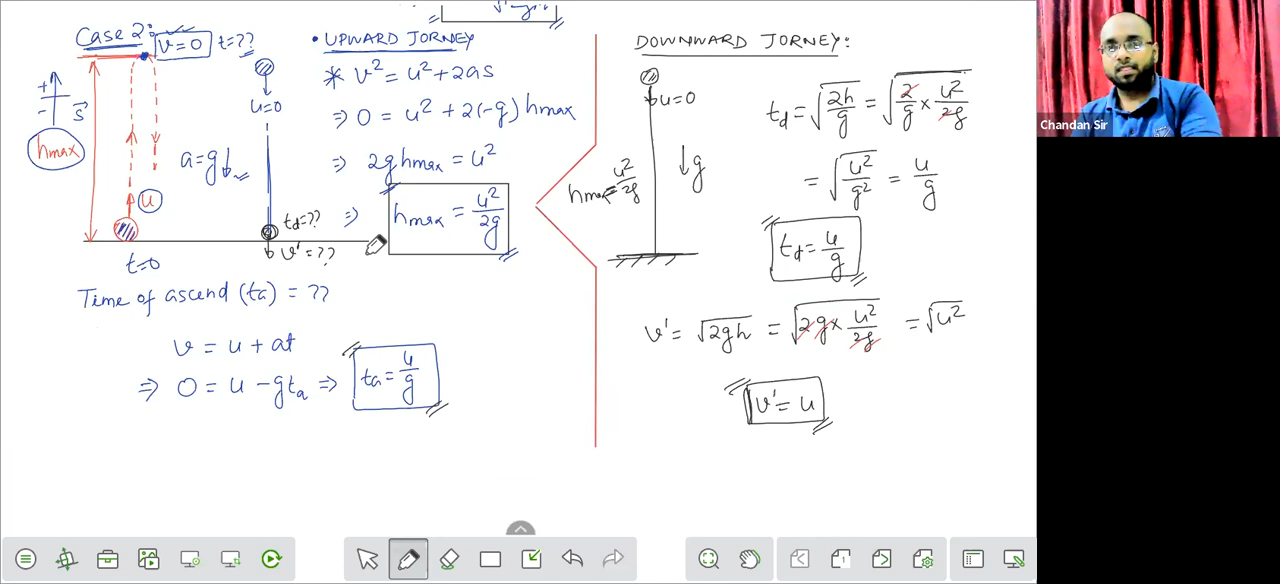 Case 2:
v = 0 t = ??
+
-
s⃗
hmax
u
t=0
a = g↓
u=0
td = ??
v' = ??
• UPWARD JORNEY
* v² = u² + 2as
⇒ 0 = u² + 2(-g) hmax
⇒ 2g hmax = u²
⇒ hmax = u²/2g
Time of ascend (ta) = ??
v = u + at
⇒ 0 = u - gta ⇒ ta = u/g
DOWNWARD JORNEY:
u=0
↓g
hmax = u²/2g
td = √(2h/g) = √(2/g × u²/2g)
= √(u²/g²) = u/g
td = u/g
v' = √2gh = √(2g × u²/2g) = √u²
v' = u
Chandan Sir